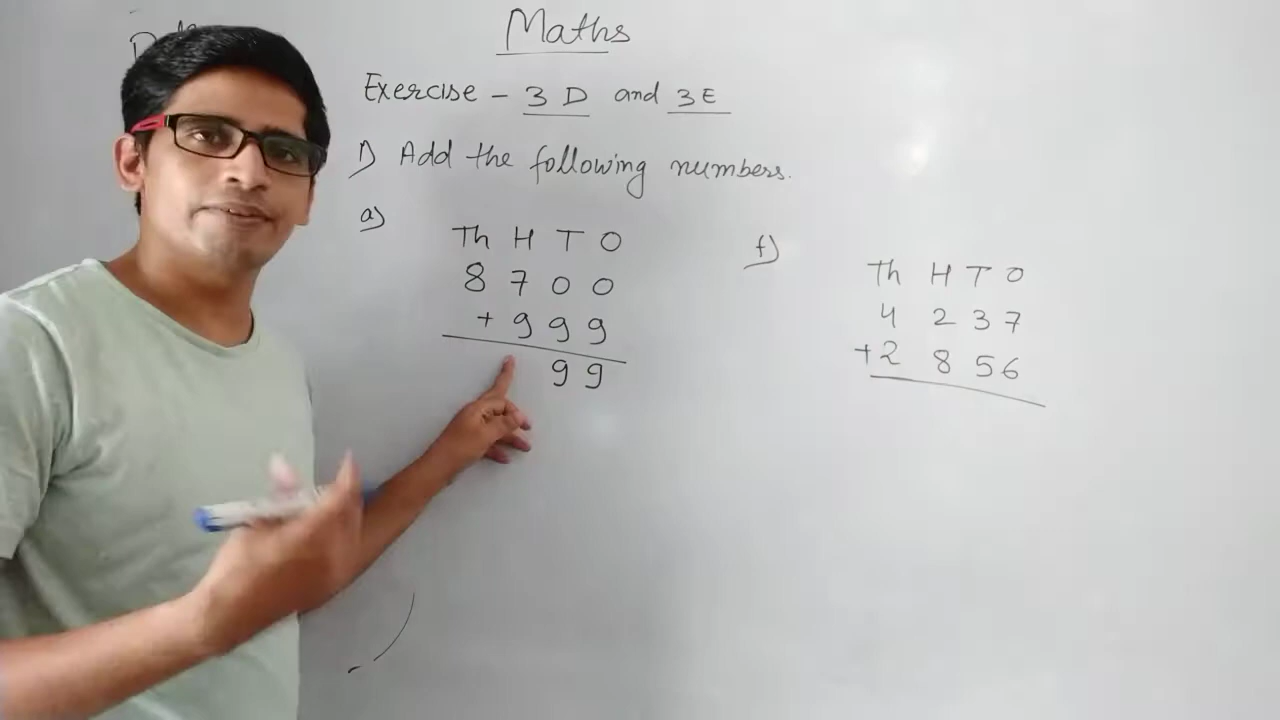 Maths
Exercise - 3 D and 3 E
1) Add the following numbers.
a)
Th H T O
8 7 0 0
+ 9 9 9
9 9
f)
Th H T O
4 2 3 7
+ 2 8 5 6